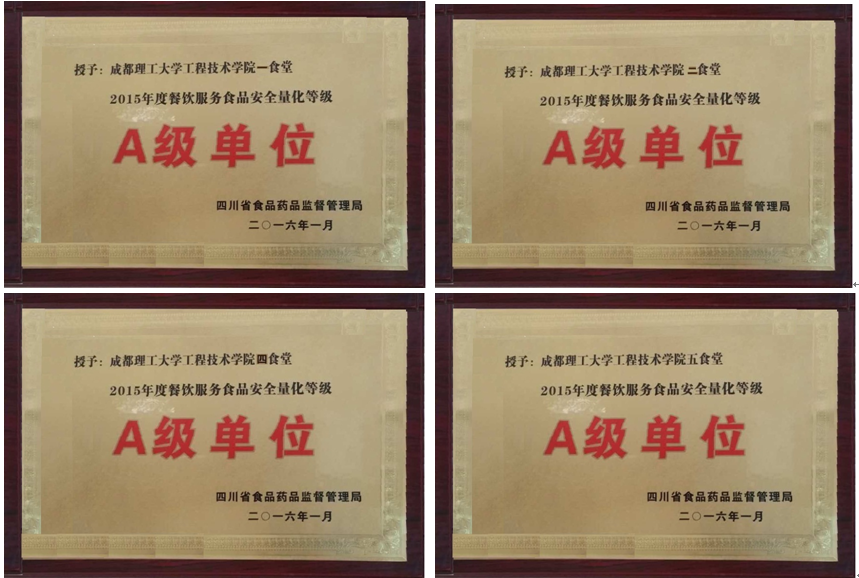 授予：成都理工大学工程技术学院一食堂
2015年度餐饮服务食品安全量化等级
A级单位
四川省食品药品监督管理局
二〇一六年一月
授予：成都理工大学工程技术学院二食堂
2015年度餐饮服务食品安全量化等级
A级单位
四川省食品药品监督管理局
二〇一六年一月
授予：成都理工大学工程技术学院四食堂
2015年度餐饮服务食品安全量化等级
A级单位
四川省食品药品监督管理局
二〇一六年一月
授予：成都理工大学工程技术学院五食堂
2015年度餐饮服务食品安全量化等级
A级单位
四川省食品药品监督管理局
二〇一六年一月